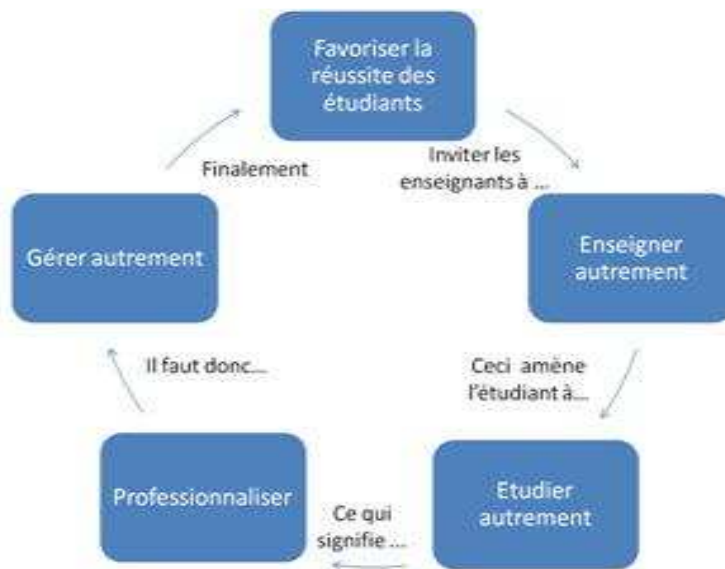 Favoriser la
réussite des
étudiants
Inviter les
enseignants à ...
Enseigner
autrement
Ceci amène
l'étudiant à...
Etudier
autrement
Ce qui
signifie ...
Professionnaliser
Il faut donc...
Gérer autrement
Finalement